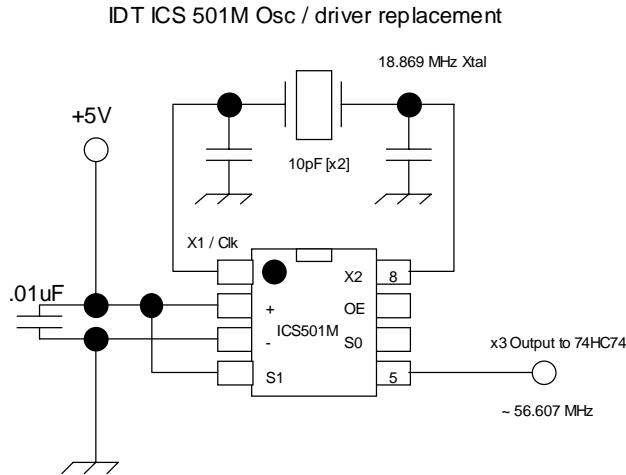 IDT ICS 501M Osc / driver replacement
18.869 MHz Xtal
+5V
10pF [x2]
X1 / Clk
X2
8
.01uF
+
OE
ICS501M
-
S0
x3 Output to 74HC74
S1
5
~ 56.607 MHz